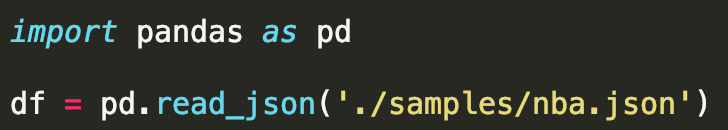 import pandas as pd
df = pd.read_json('./samples/nba.json')